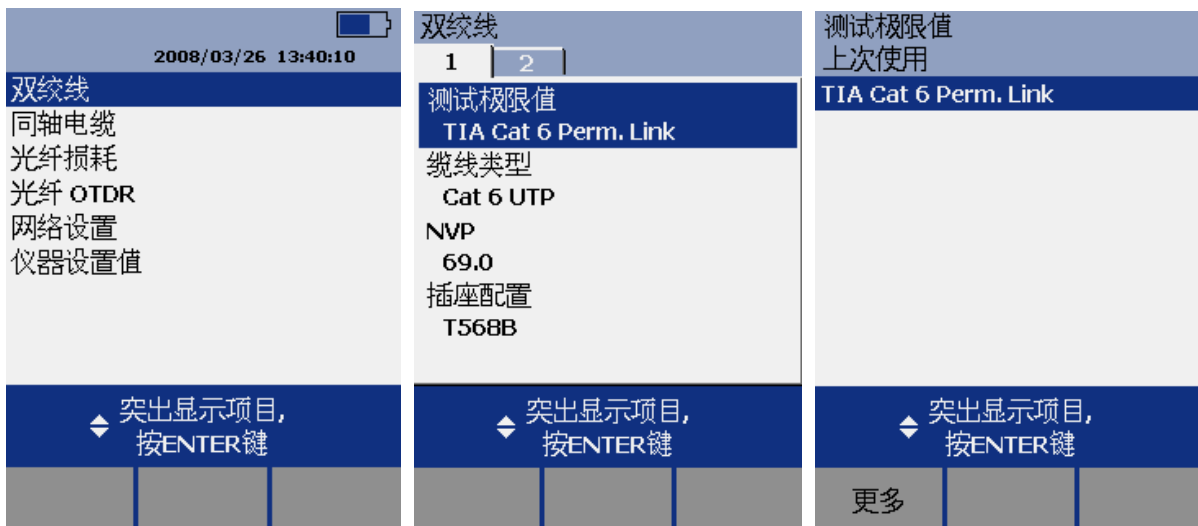 2008/03/26 13:40:10
双绞线
同轴电缆
光纤损耗
光纤 OTDR
网络设置
仪器设置值
突出显示项目,
按ENTER键
双绞线
1 2
测试极限值
TIA Cat 6 Perm. Link
缆线类型
Cat 6 UTP
NVP
69.0
插座配置
T568B
突出显示项目,
按ENTER键
测试极限值
上次使用
TIA Cat 6 Perm. Link
突出显示项目,
按ENTER键
更多